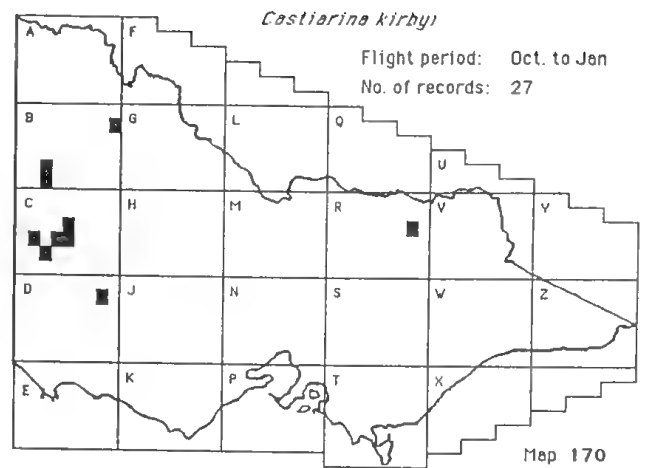 Castiarina kirbyi
Flight period: Oct. to Jan
No. of records: 27
A F
B G L Q
U
C H M R V Y
D J N S W Z
E K P T X
Map 170